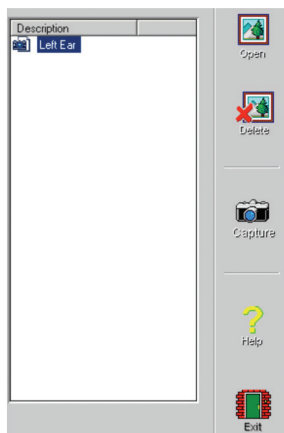 Description
Left Ear
Open
Delete
Capture
Help
Exit